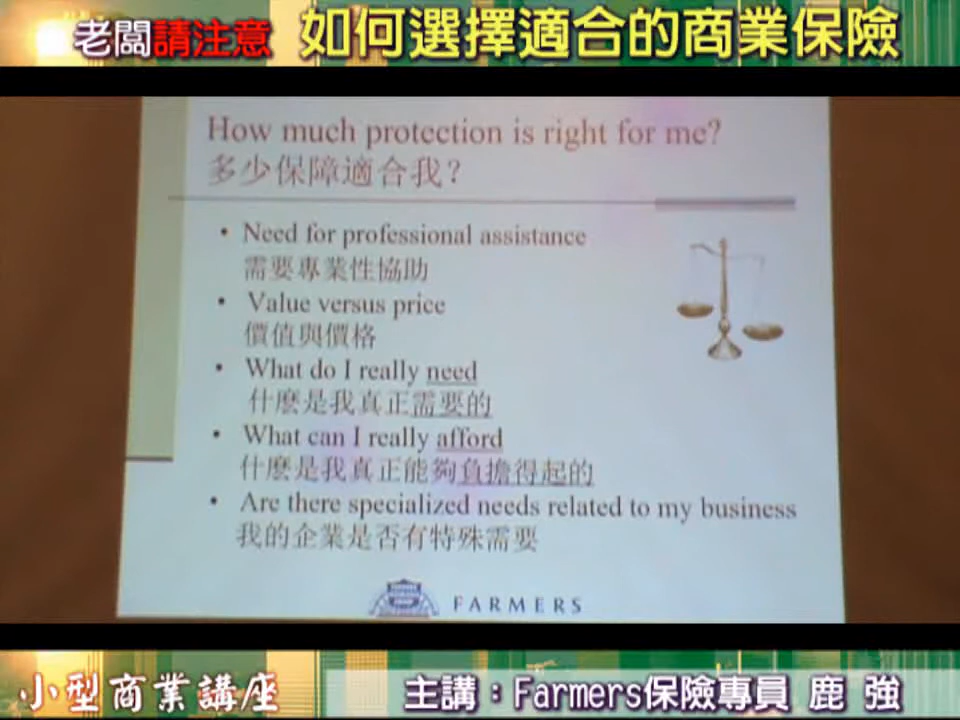 老闆請注意 如何選擇適合的商業保險
How much protection is right for me?
多少保障適合我？
• Need for professional assistance
需要專業性協助
• Value versus price
價值與價格
• What do I really need
什麼是我真正需要的
• What can I really afford
什麼是我真正能夠負擔得起的
• Are there specialized needs related to my business
我的企業是否有特殊需要
FARMERS
小型商業講座 主講：Farmers保險專員 鹿 強